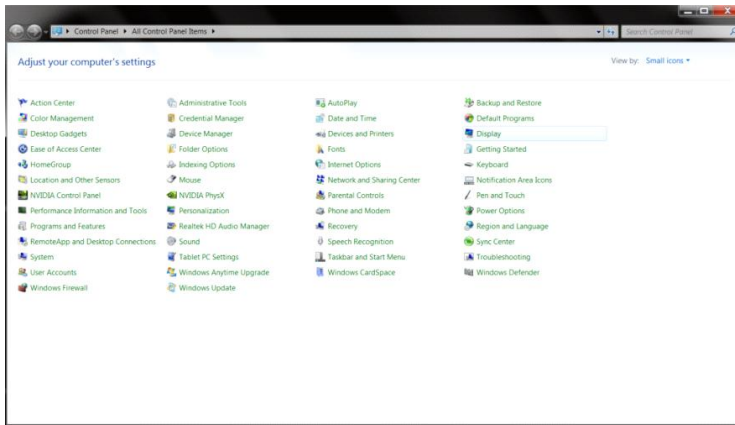 Control Panel ▸ All Control Panel Items ▸ Search Control Panel
Adjust your computer's settings View by: Small icons
Action Center Administrative Tools AutoPlay Backup and Restore
Color Management Credential Manager Date and Time Default Programs
Desktop Gadgets Device Manager Devices and Printers Display
Ease of Access Center Folder Options Fonts Getting Started
HomeGroup Indexing Options Internet Options Keyboard
Location and Other Sensors Mouse Network and Sharing Center Notification Area Icons
NVIDIA Control Panel NVIDIA PhysX Parental Controls Pen and Touch
Performance Information and Tools Personalization Phone and Modem Power Options
Programs and Features Realtek HD Audio Manager Recovery Region and Language
RemoteApp and Desktop Connections Sound Speech Recognition Sync Center
System Tablet PC Settings Taskbar and Start Menu Troubleshooting
User Accounts Windows Anytime Upgrade Windows CardSpace Windows Defender
Windows Firewall Windows Update